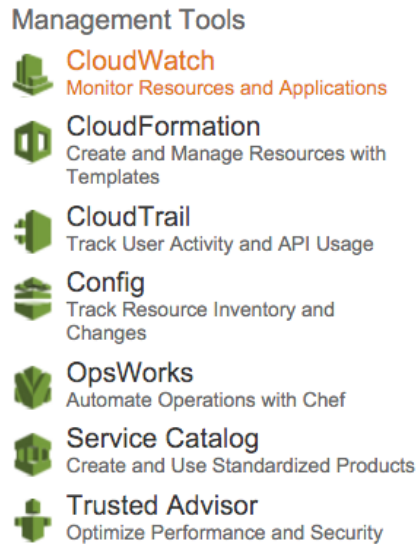 Management Tools
CloudWatch
Monitor Resources and Applications
CloudFormation
Create and Manage Resources with
Templates
CloudTrail
Track User Activity and API Usage
Config
Track Resource Inventory and
Changes
OpsWorks
Automate Operations with Chef
Service Catalog
Create and Use Standardized Products
Trusted Advisor
Optimize Performance and Security